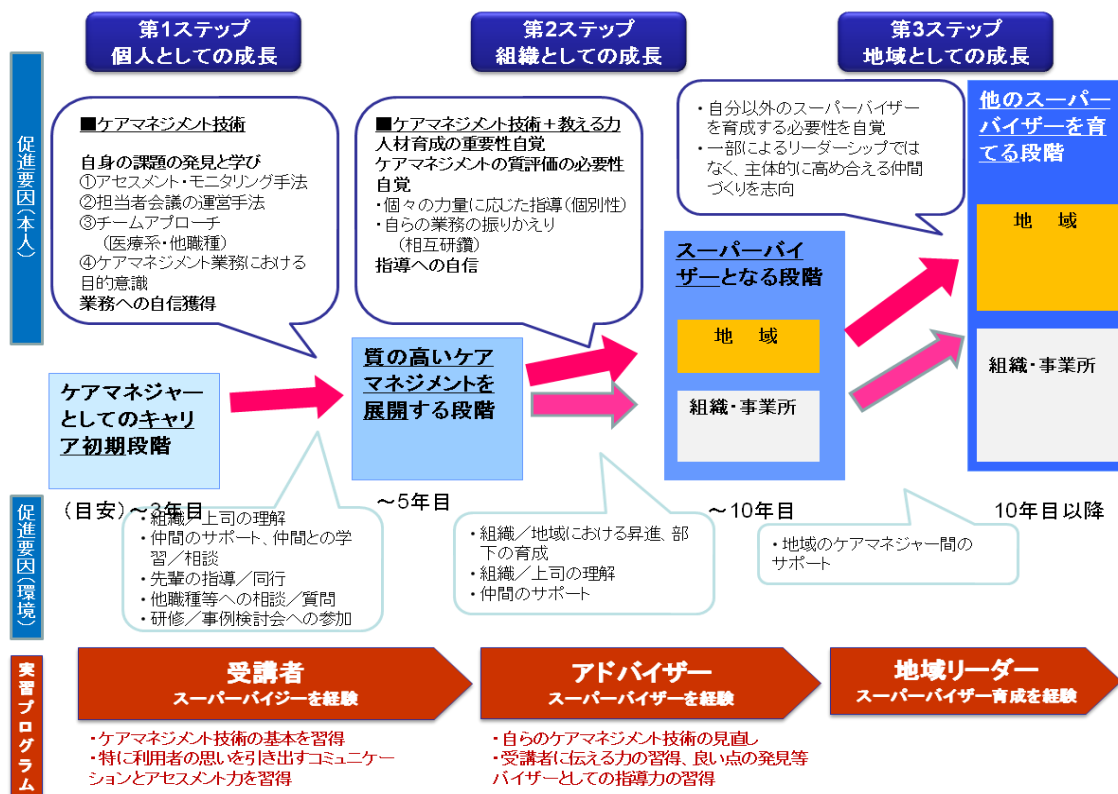 第1ステップ
個人としての成長
第2ステップ
組織としての成長
第3ステップ
地域としての成長
促進要因(本人)
■ケアマネジメント技術
自身の課題の発見と学び
①アセスメント・モニタリング手法
②担当者会議の運営手法
③チームアプローチ
(医療系・他職種)
④ケアマネジメント業務における
目的意識
業務への自信獲得
■ケアマネジメント技術+教える力
人材育成の重要性自覚
ケアマネジメントの質評価の必要性
自覚
・個々の力量に応じた指導(個別性)
・自らの業務の振りかえり
(相互研鑽)
指導への自信
・自分以外のスーパーバイザー
を育成する必要性を自覚
・一部によるリーダーシップでは
なく、主体的に高め合える仲間
づくりを志向
他のスーパー
バイザーを育
てる段階
地 域
組織・事業所
スーパーバイ
ザーとなる段階
地 域
組織・事業所
質の高いケア
マネジメントを
展開する段階
ケアマネジャー
としてのキャリ
ア初期段階
(目安)~3年目
~5年目
~10年目
10年目以降
促進要因(環境)
・組織/上司の理解
・仲間のサポート、仲間との学
習/相談
・先輩の指導/同行
・他職種等への相談/質問
・研修/事例検討会への参加
・組織/地域における昇進、部
下の育成
・組織/上司の理解
・仲間のサポート
・地域のケアマネジャー間の
サポート
実習プログラム
受講者
スーパーバイジーを経験
アドバイザー
スーパーバイザーを経験
地域リーダー
スーパーバイザー育成を経験
・ケアマネジメント技術の基本を習得
・特に利用者の思いを引き出すコミュニケー
ションとアセスメント力を習得
・自らのケアマネジメント技術の見直し
・受講者に伝える力の習得、良い点の発見等
バイザーとしての指導力の習得